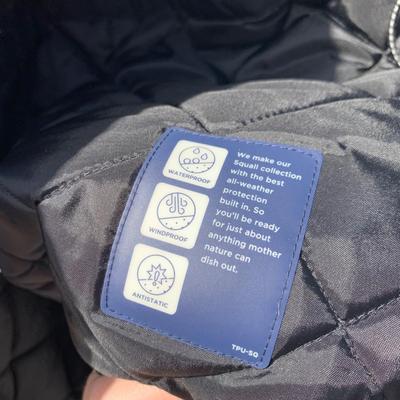 WATERPROOF
WINDPROOF
ANTISTATIC
We make our
Squall collection
with the best
all-weather
protection
built in. So
you'll be ready
for just about
anything mother
nature can
dish out.
TPU-SQ